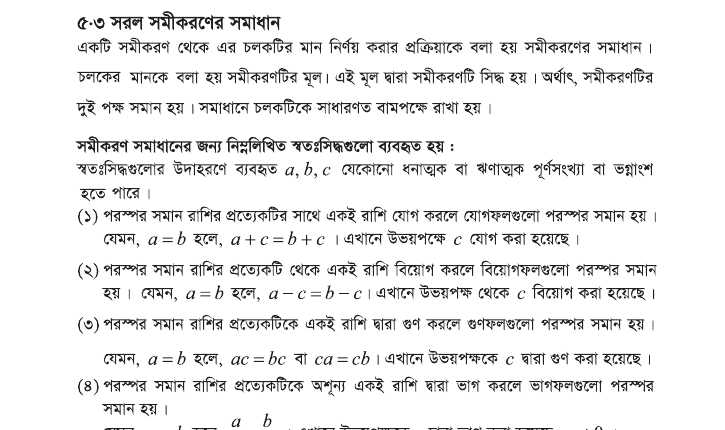 ৫·৩ সরল সমীকরণের সমাধান
একটি সমীকরণ থেকে এর চলকটির মান নির্ণয় করার প্রক্রিয়াকে বলা হয় সমীকরণের সমাধান।
চলকের মানকে বলা হয় সমীকরণটির মূল। এই মূল দ্বারা সমীকরণটি সিদ্ধ হয়। অর্থাৎ, সমীকরণটির
দুই পক্ষ সমান হয়। সমাধানে চলকটিকে সাধারণত বামপক্ষে রাখা হয়।
সমীকরণ সমাধানের জন্য নিম্নলিখিত স্বতঃসিদ্ধগুলো ব্যবহৃত হয় :
স্বতঃসিদ্ধগুলোর উদাহরণে ব্যবহৃত a, b, c যেকোনো ধনাত্মক বা ঋণাত্মক পূর্ণসংখ্যা বা ভগ্নাংশ
হতে পারে।
(১) পরস্পর সমান রাশির প্রত্যেকটির সাথে একই রাশি যোগ করলে যোগফলগুলো পরস্পর সমান হয়।
যেমন, a = b হলে, a + c = b + c । এখানে উভয়পক্ষে c যোগ করা হয়েছে।
(২) পরস্পর সমান রাশির প্রত্যেকটি থেকে একই রাশি বিয়োগ করলে বিয়োগফলগুলো পরস্পর সমান
হয়। যেমন, a = b হলে, a − c = b − c । এখানে উভয়পক্ষ থেকে c বিয়োগ করা হয়েছে।
(৩) পরস্পর সমান রাশির প্রত্যেকটিকে একই রাশি দ্বারা গুণ করলে গুণফলগুলো পরস্পর সমান হয়।
যেমন, a = b হলে, ac = bc বা ca = cb । এখানে উভয়পক্ষকে c দ্বারা গুণ করা হয়েছে।
(৪) পরস্পর সমান রাশির প্রত্যেকটিকে অশূন্য একই রাশি দ্বারা ভাগ করলে ভাগফলগুলো পরস্পর
সমান হয়।
a b